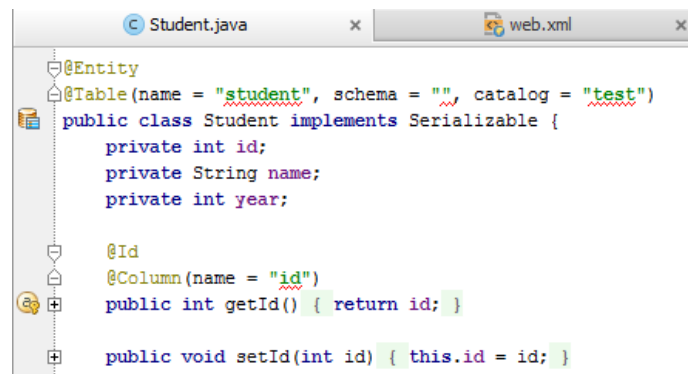 Student.java web.xml
@Entity
@Table(name = "student", schema = "", catalog = "test")
public class Student implements Serializable {
private int id;
private String name;
private int year;
@Id
@Column(name = "id")
public int getId() { return id; }
public void setId(int id) { this.id = id; }